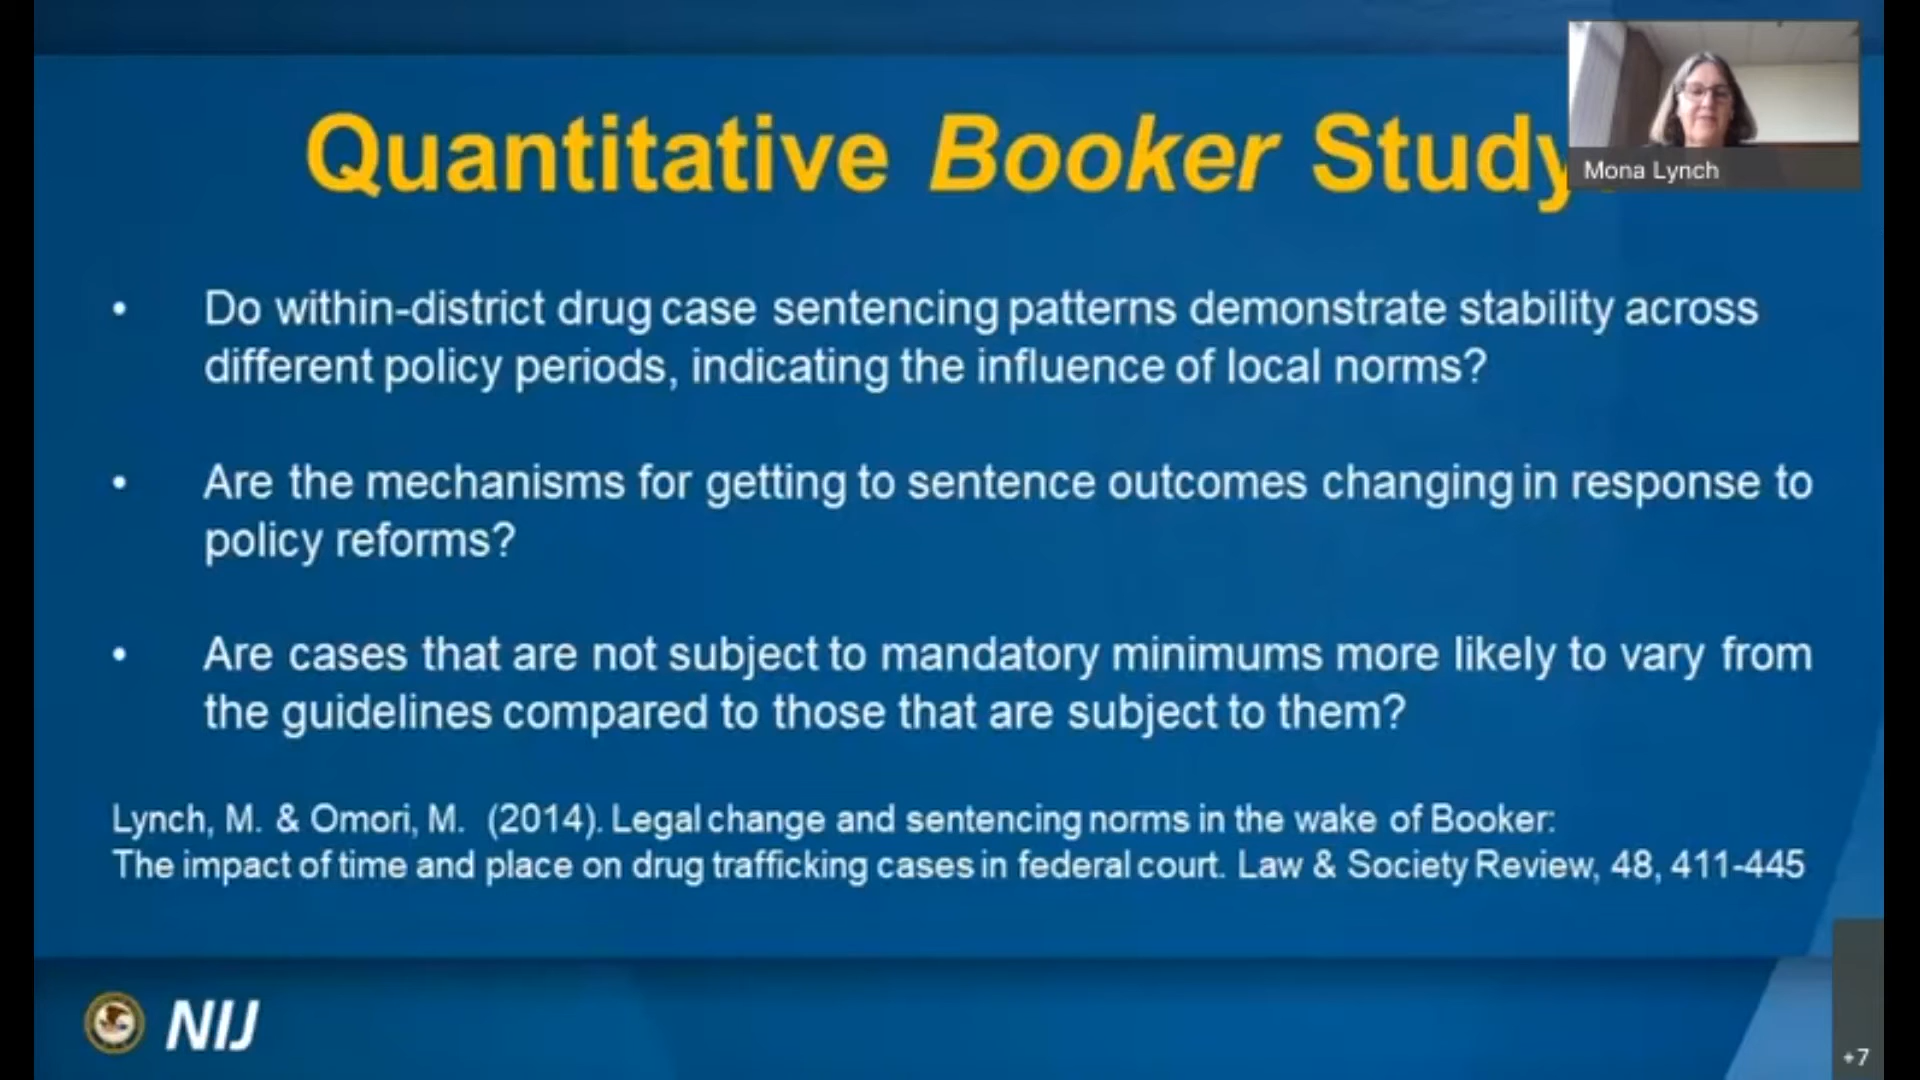 Quantitative Booker Study
Mona Lynch
• Do within-district drug case sentencing patterns demonstrate stability across
different policy periods, indicating the influence of local norms?
• Are the mechanisms for getting to sentence outcomes changing in response to
policy reforms?
• Are cases that are not subject to mandatory minimums more likely to vary from
the guidelines compared to those that are subject to them?
Lynch, M. & Omori, M. (2014). Legal change and sentencing norms in the wake of Booker:
The impact of time and place on drug trafficking cases in federal court. Law & Society Review, 48, 411-445
NIJ
+7